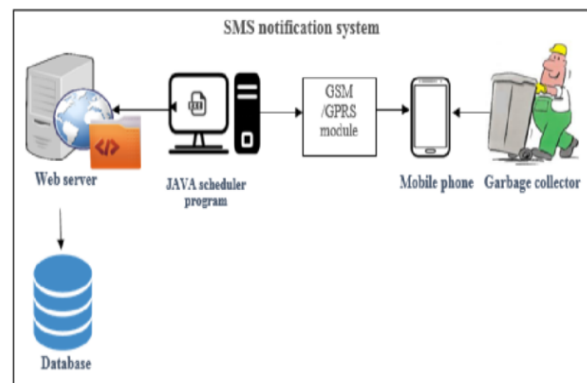 SMS notification system
GSM
/GPRS
module
</>
Web server
JAVA scheduler
program
Mobile phone
Garbage collector
Database